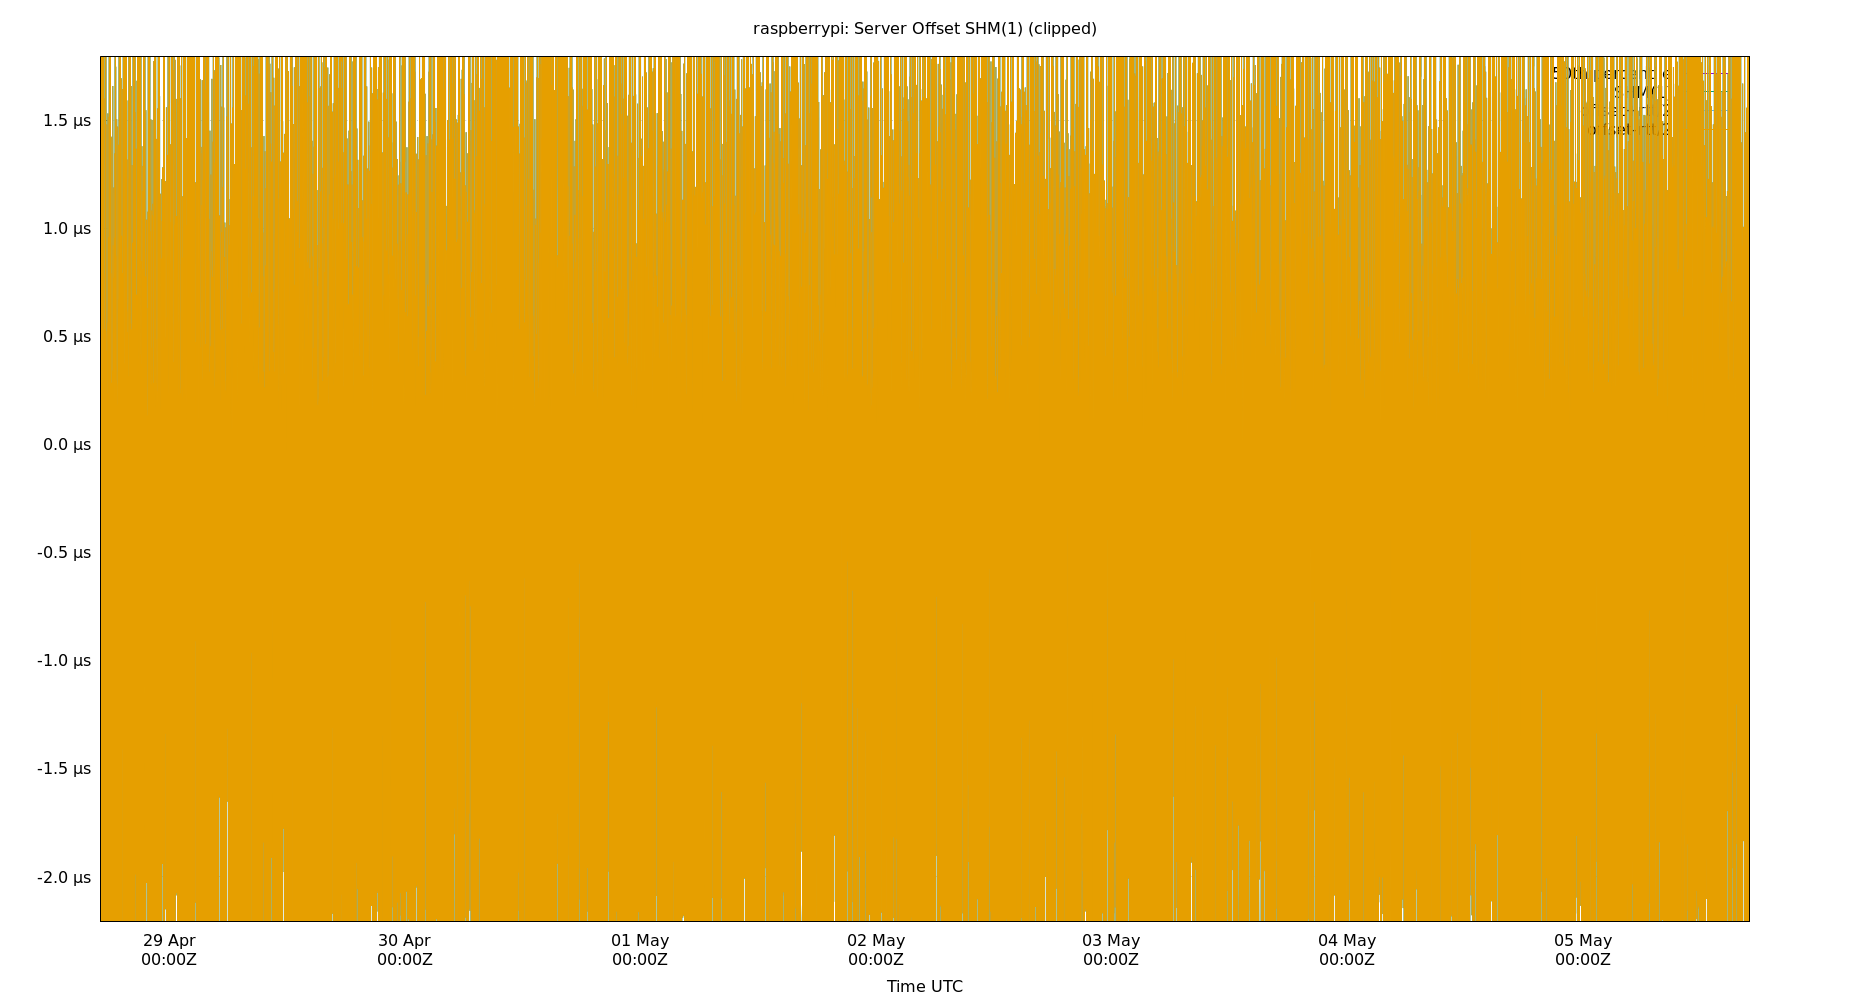 raspberrypi: Server Offset SHM(1) (clipped)
1.5 µs
1.0 µs
0.5 µs
0.0 µs
-0.5 µs
-1.0 µs
-1.5 µs
-2.0 µs
29 Apr
00:00Z
30 Apr
00:00Z
01 May
00:00Z
02 May
00:00Z
03 May
00:00Z
04 May
00:00Z
05 May
00:00Z
Time UTC